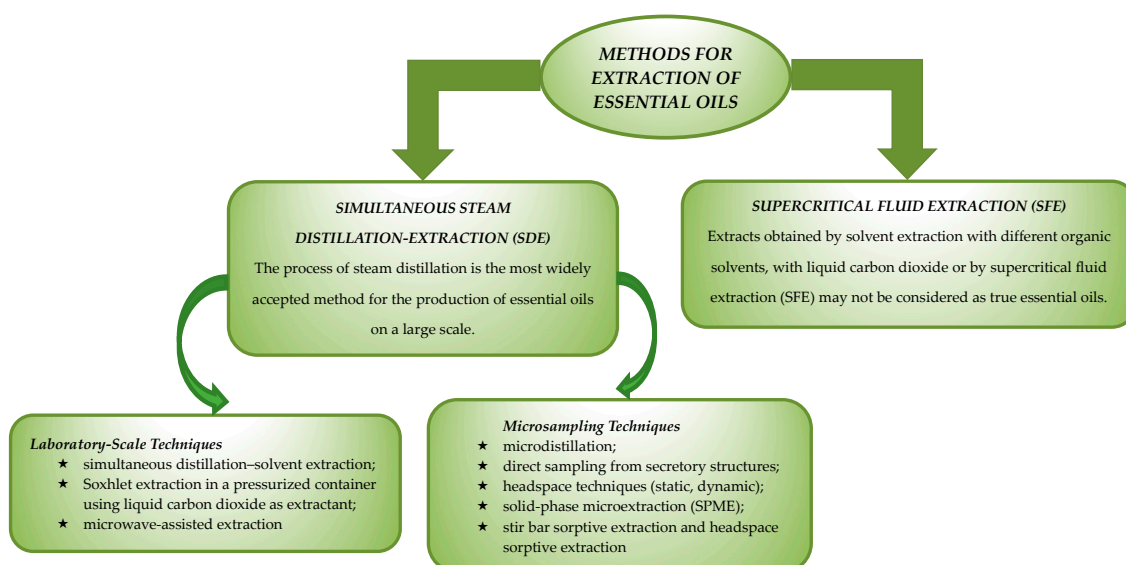 METHODS FOR
EXTRACTION OF
ESSENTIAL OILS
SIMULTANEOUS STEAM
DISTILLATION-EXTRACTION (SDE)
The process of steam distillation is the most widely
accepted method for the production of essential oils
on a large scale.
SUPERCRITICAL FLUID EXTRACTION (SFE)
Extracts obtained by solvent extraction with different organic
solvents, with liquid carbon dioxide or by supercritical fluid
extraction (SFE) may not be considered as true essential oils.
Laboratory-Scale Techniques
★ simultaneous distillation–solvent extraction;
★ Soxhlet extraction in a pressurized container
using liquid carbon dioxide as extractant;
★ microwave-assisted extraction
Microsampling Techniques
★ microdistillation;
★ direct sampling from secretory structures;
★ headspace techniques (static, dynamic);
★ solid-phase microextraction (SPME);
★ stir bar sorptive extraction and headspace
sorptive extraction